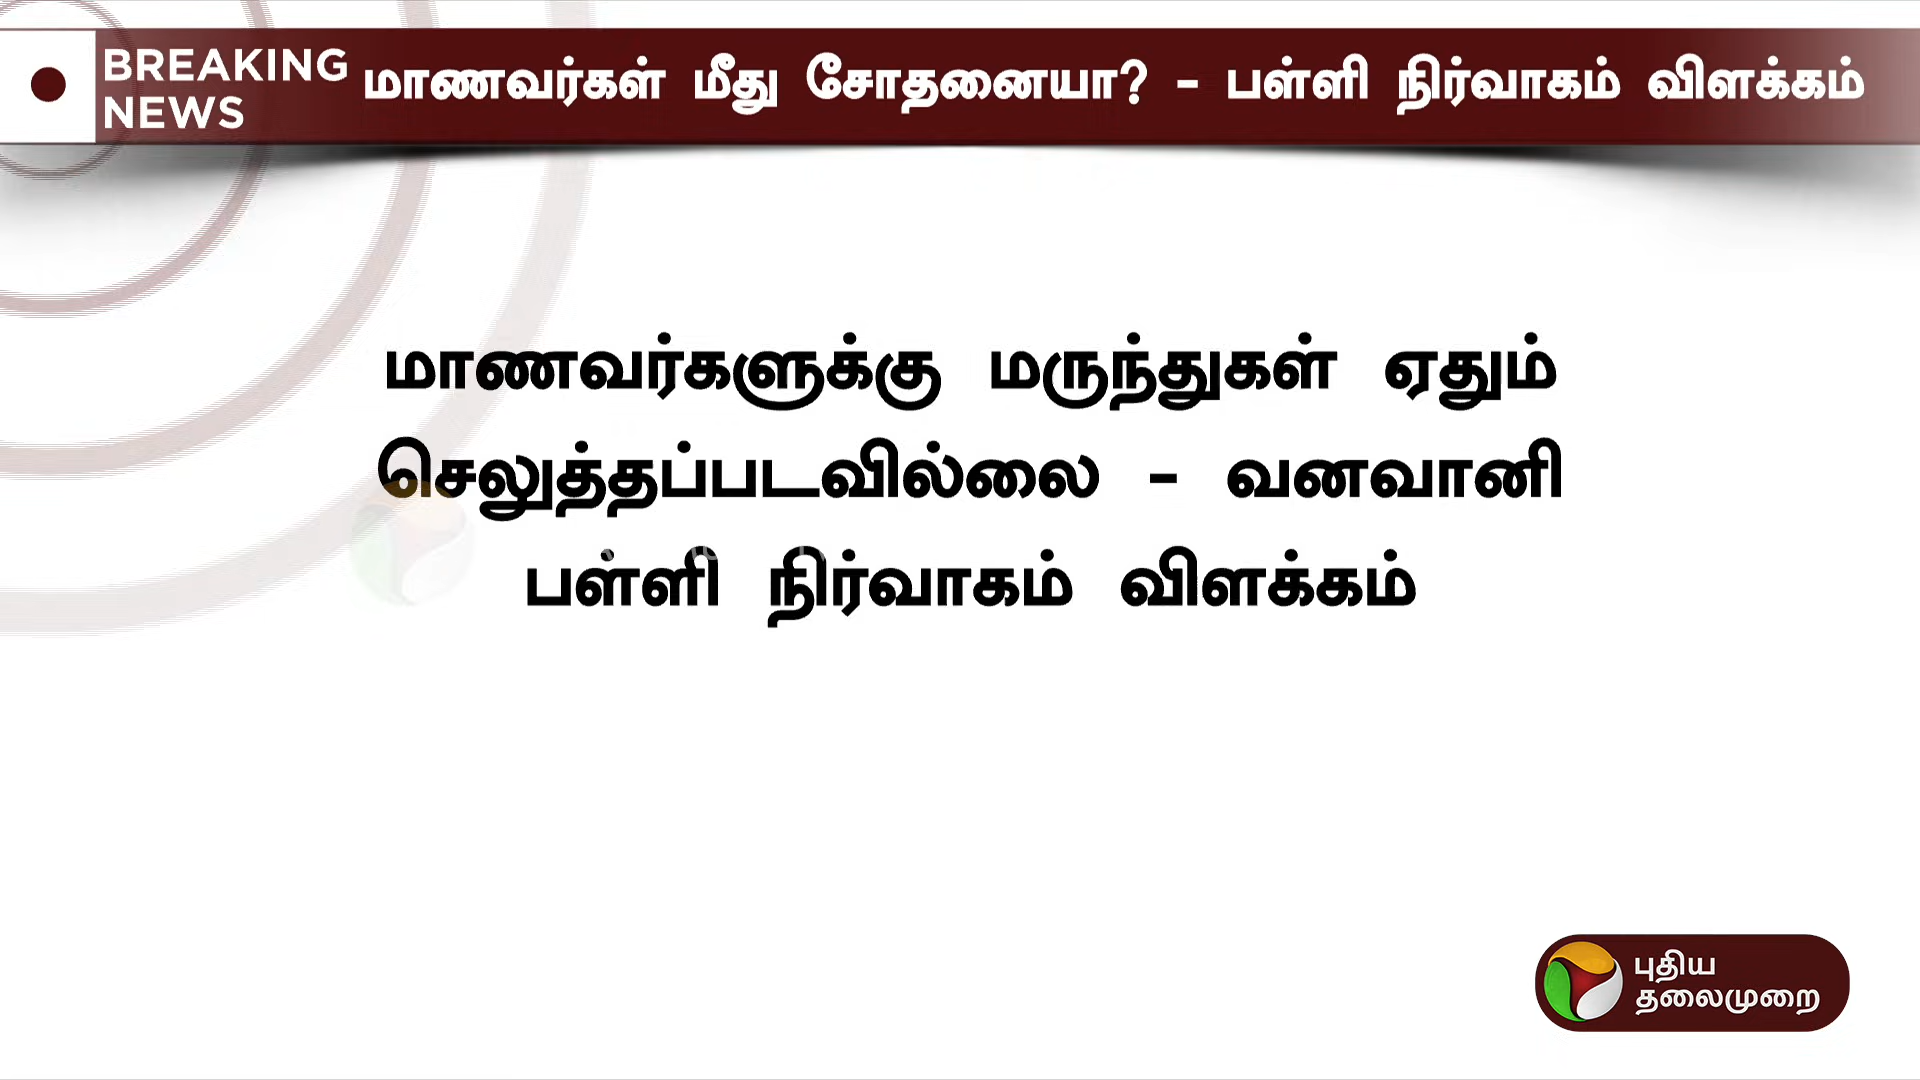 BREAKING
NEWS
மாணவர்கள் மீது சோதனையா? - பள்ளி நிர்வாகம் விளக்கம்
மாணவர்களுக்கு மருந்துகள் ஏதும்
செலுத்தப்படவில்லை - வனவானி
பள்ளி நிர்வாகம் விளக்கம்
புதிய
தலைமுறை